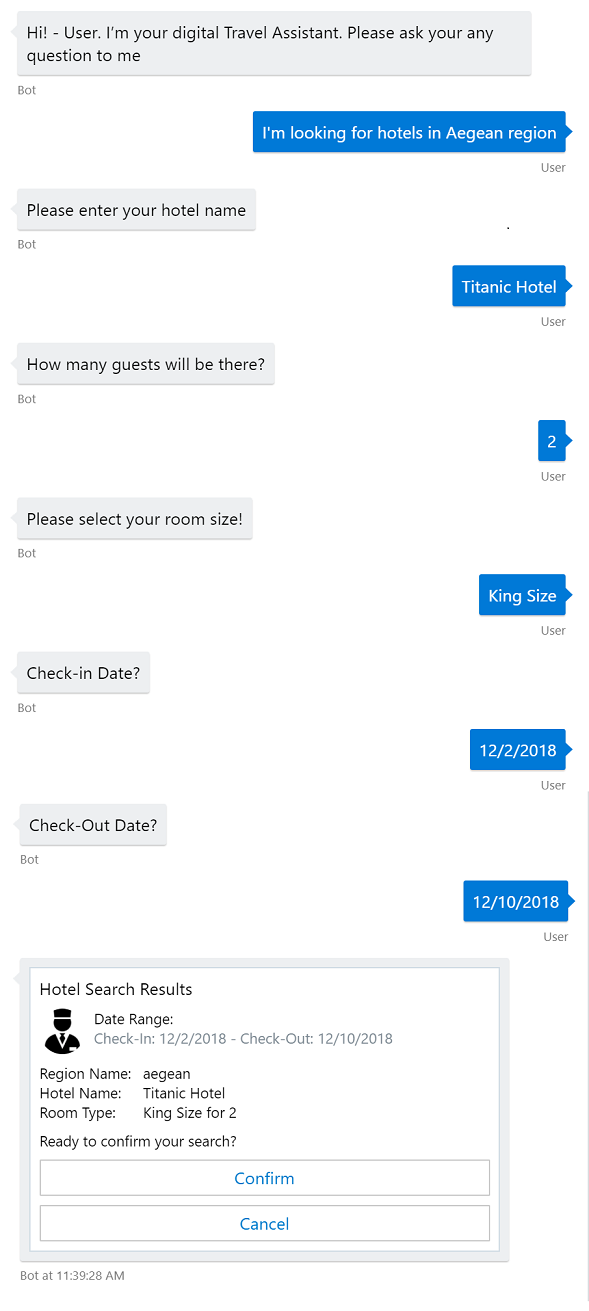 Hi! - User. I'm your digital Travel Assistant. Please ask your any
question to me
Bot
I'm looking for hotels in Aegean region
User
Please enter your hotel name
Bot
.
Titanic Hotel
User
How many guests will be there?
Bot
2
User
Please select your room size!
Bot
King Size
User
Check-in Date?
Bot
12/2/2018
User
Check-Out Date?
Bot
12/10/2018
User
Hotel Search Results
Date Range:
Check-In: 12/2/2018 - Check-Out: 12/10/2018
Region Name: aegean
Hotel Name: Titanic Hotel
Room Type: King Size for 2
Ready to confirm your search?
Confirm
Cancel
Bot at 11:39:28 AM